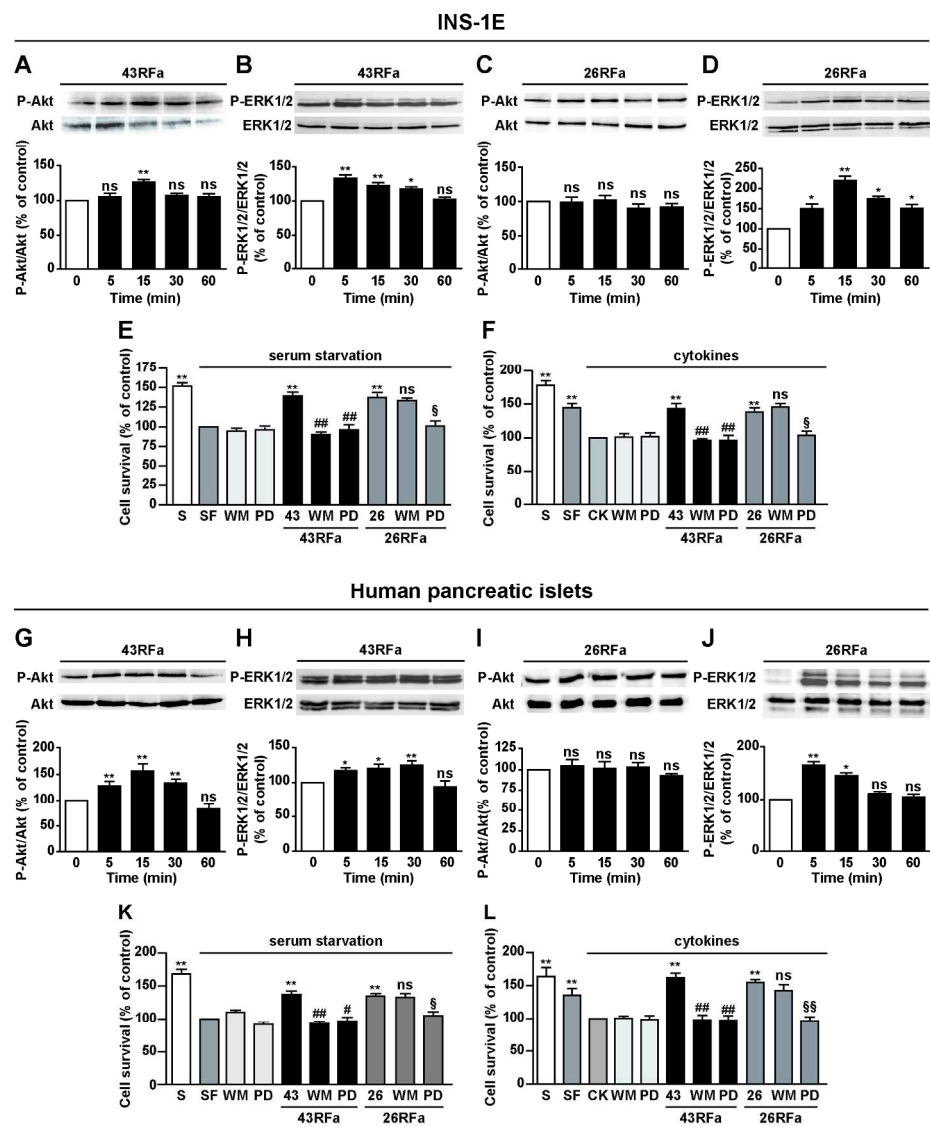 INS-1E
A
43RFa
P-Akt
Akt
P-Akt/Akt (% of control)
150
100
50
0
ns
**
ns
ns
0 5 15 30 60
Time (min)
B
43RFa
P-ERK1/2
ERK1/2
P-ERK1/2/ERK1/2
(% of control)
150
100
50
0
**
**
*
ns
0 5 15 30 60
Time (min)
C
26RFa
P-Akt
Akt
P-Akt/Akt (% of control)
150
100
50
0
ns
ns
ns
ns
0 5 15 30 60
Time (min)
D
26RFa
P-ERK1/2
ERK1/2
P-ERK1/2/ERK1/2
(% of control)
250
200
150
100
50
0
*
**
*
*
0 5 15 30 60
Time (min)
E
serum starvation
Cell survival (% of control)
175
150
125
100
75
50
25
0
**
**
##
##
**
ns
§
S SF WM PD 43 WM PD 26 WM PD
43RFa 26RFa
F
cytokines
Cell survival (% of control)
200
150
100
50
0
**
**
**
##
##
**
ns
§
S SF CK WM PD 43 WM PD 26 WM PD
43RFa 26RFa
Human pancreatic islets
G
43RFa
P-Akt
Akt
P-Akt/Akt (% of control)
200
150
100
50
0
**
**
**
ns
0 5 15 30 60
Time (min)
H
43RFa
P-ERK1/2
ERK1/2
P-ERK1/2/ERK1/2
(% of control)
150
100
50
0
*
*
**
ns
0 5 15 30 60
Time (min)
I
26RFa
P-Akt
Akt
P-Akt/Akt(% of control)
125
100
75
50
25
0
ns
ns
ns
ns
0 5 15 30 60
Time (min)
J
26RFa
P-ERK1/2
ERK1/2
P-ERK1/2/ERK1/2
(% of control)
200
150
100
50
0
**
*
ns
ns
0 5 15 30 60
Time (min)
K
serum starvation
Cell survival (% of control)
200
150
100
50
0
**
**
##
#
**
ns
§
S SF WM PD 43 WM PD 26 WM PD
43RFa 26RFa
L
cytokines
Cell survival (% of control)
200
150
100
50
0
**
**
**
##
##
**
ns
§§
S SF CK WM PD 43 WM PD 26 WM PD
43RFa 26RFa